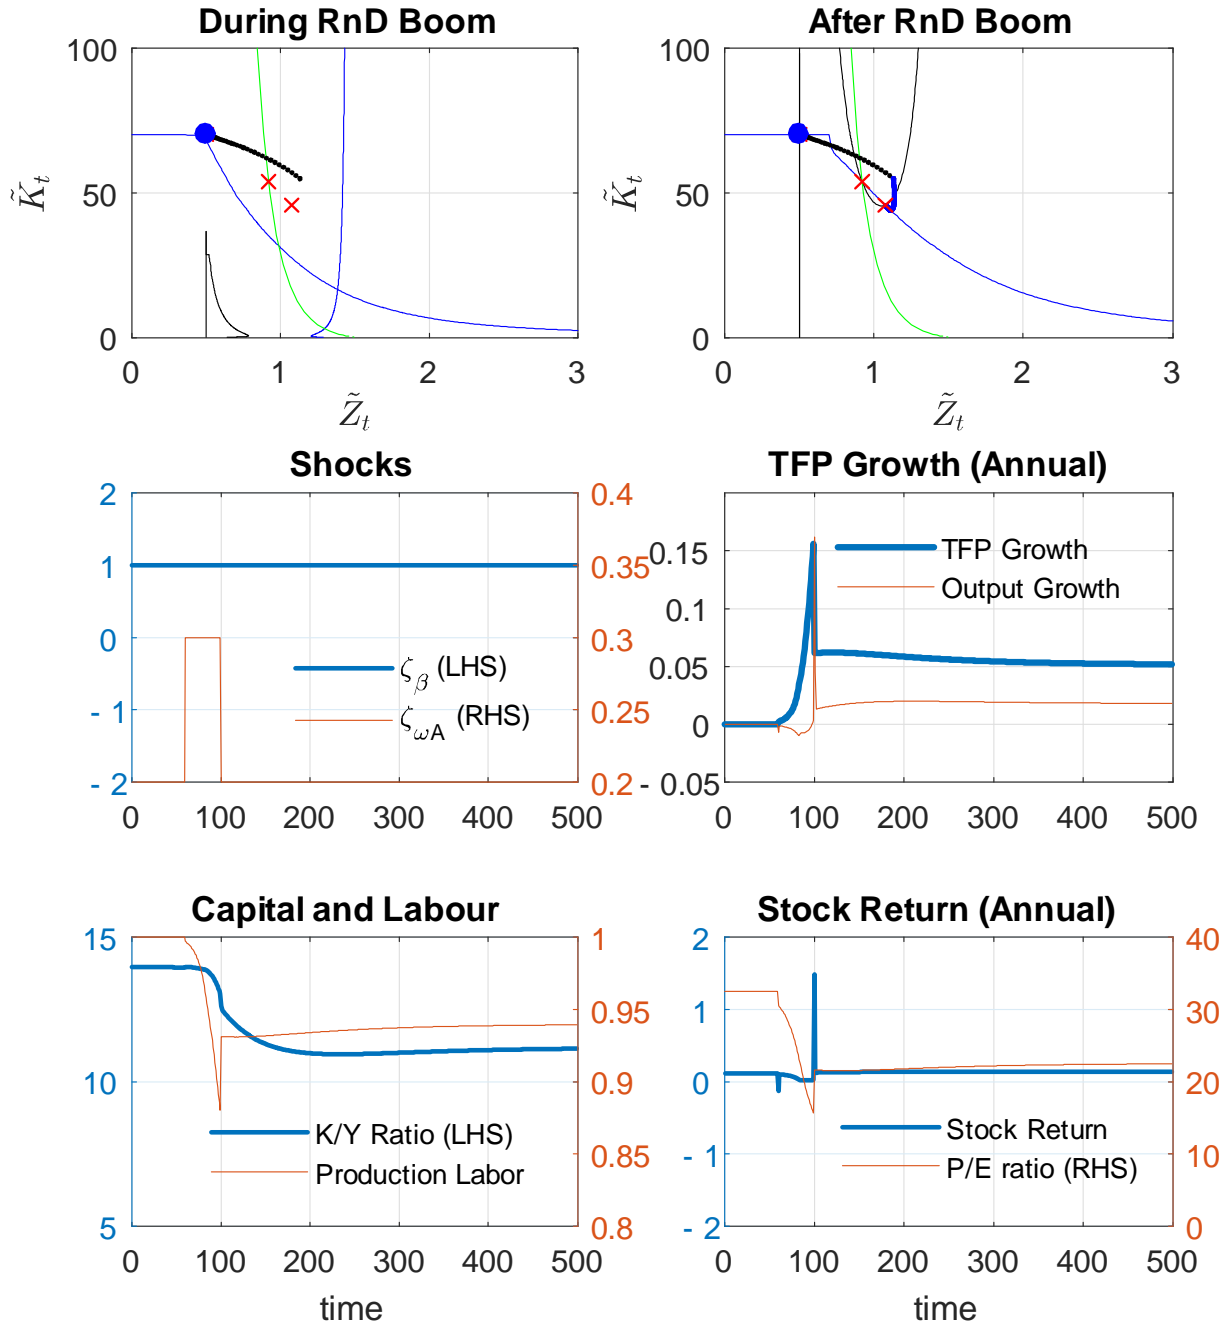 During RnD Boom
After RnD Boom
100
50
0
K̃_t
0 1 2 3
Z̃_t
100
50
0
K̃_t
0 1 2 3
Z̃_t
Shocks
TFP Growth (Annual)
2
1
0
- 1
- 2
0.4
0.35
0.3
0.25
0.2
ζ_β (LHS)
ζ_ωA (RHS)
0 100 200 300 400 500
0.15
0.1
0.05
0
- 0.05
TFP Growth
Output Growth
0 100 200 300 400 500
Capital and Labour
Stock Return (Annual)
15
10
5
1
0.95
0.9
0.85
0.8
K/Y Ratio (LHS)
Production Labor
0 100 200 300 400 500
time
2
1
0
- 1
- 2
40
30
20
10
0
Stock Return
P/E ratio (RHS)
0 100 200 300 400 500
time